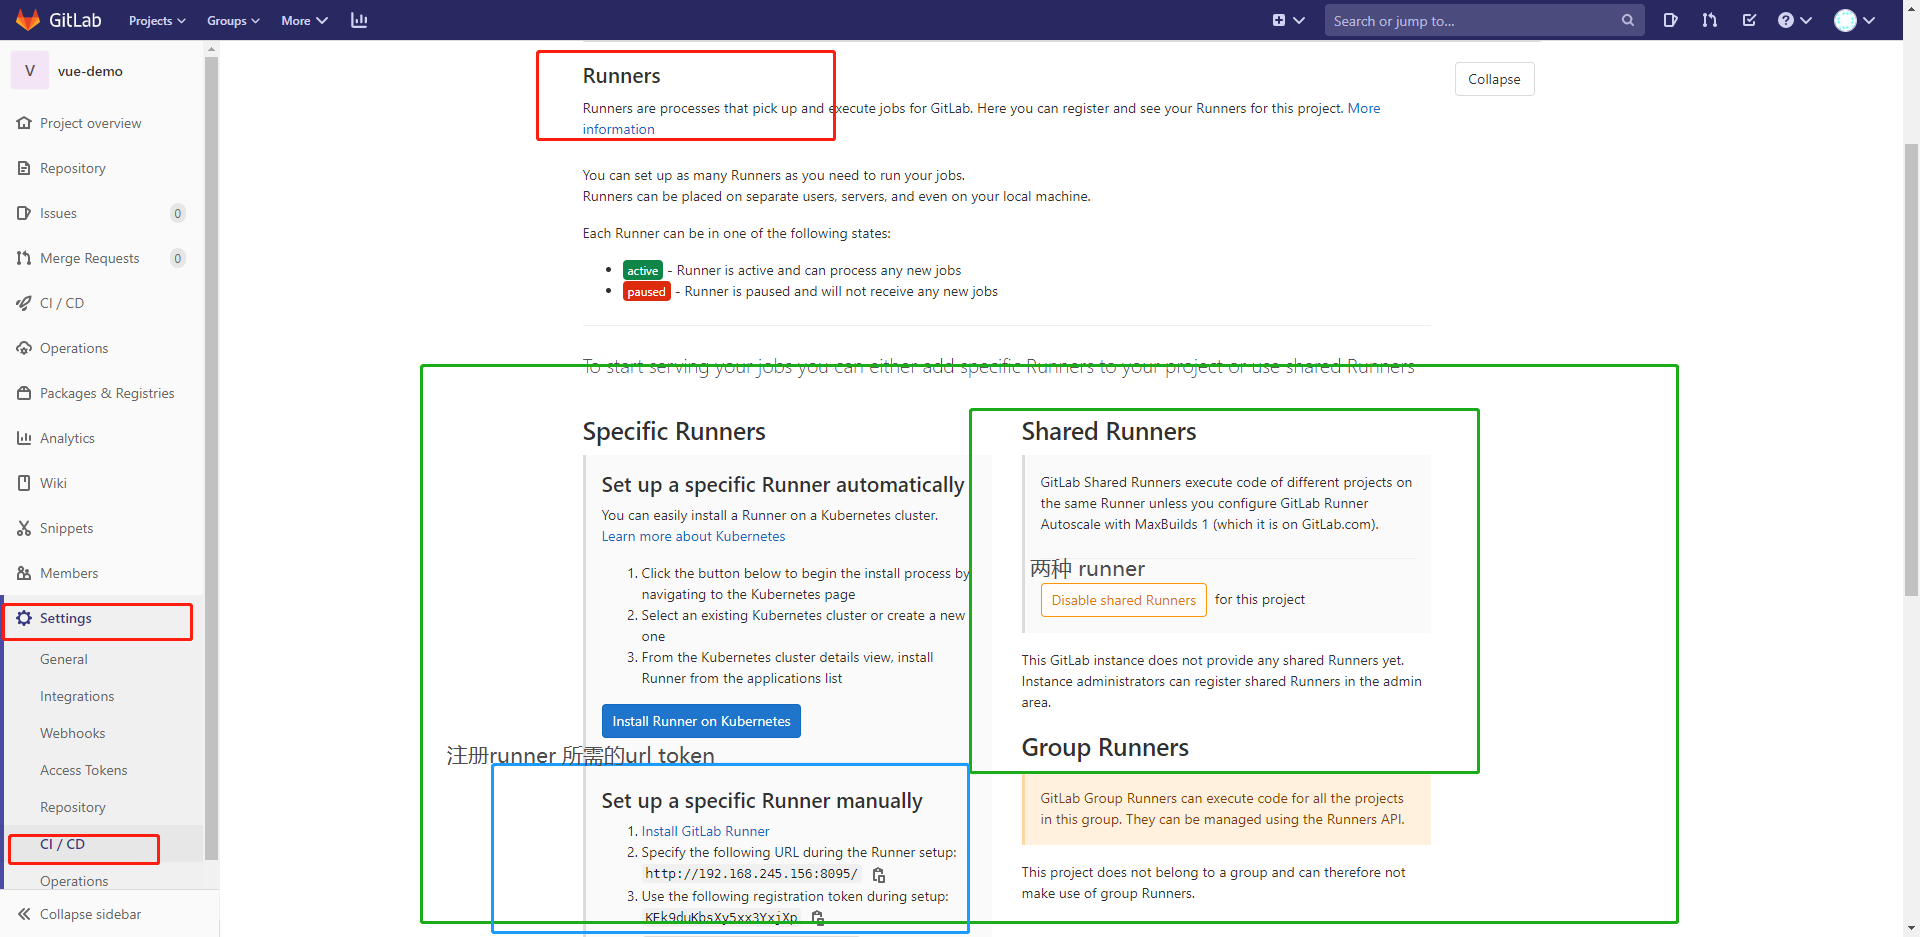 GitLab
Projects
Groups
More
Search or jump to...
V
vue-demo
Project overview
Repository
Issues
0
Merge Requests
0
CI / CD
Operations
Packages & Registries
Analytics
Wiki
Snippets
Members
Settings
General
Integrations
Webhooks
Access Tokens
Repository
CI / CD
Operations
Collapse sidebar
Runners
Collapse
Runners are processes that pick up and execute jobs for GitLab. Here you can register and see your Runners for this project. More
information
You can set up as many Runners as you need to run your jobs.
Runners can be placed on separate users, servers, and even on your local machine.
Each Runner can be in one of the following states:
active - Runner is active and can process any new jobs
paused - Runner is paused and will not receive any new jobs
To start serving your jobs you can either add specific Runners to your project or use shared Runners
Specific Runners
Set up a specific Runner automatically
You can easily install a Runner on a Kubernetes cluster.
Learn more about Kubernetes
1. Click the button below to begin the install process by
navigating to the Kubernetes page
2. Select an existing Kubernetes cluster or create a new
one
3. From the Kubernetes cluster details view, install
Runner from the applications list
Install Runner on Kubernetes
注册runner 所需的url token
Set up a specific Runner manually
1. Install GitLab Runner
2. Specify the following URL during the Runner setup:
http://192.168.245.156:8095/
3. Use the following registration token during setup:
KEk9duKbsXy5xx3YxjXp
Shared Runners
GitLab Shared Runners execute code of different projects on
the same Runner unless you configure GitLab Runner
Autoscale with MaxBuilds 1 (which it is on GitLab.com).
两种 runner
Disable shared Runners for this project
This GitLab instance does not provide any shared Runners yet.
Instance administrators can register shared Runners in the admin
area.
Group Runners
GitLab Group Runners can execute code for all the projects
in this group. They can be managed using the Runners API.
This project does not belong to a group and can therefore not
make use of group Runners.